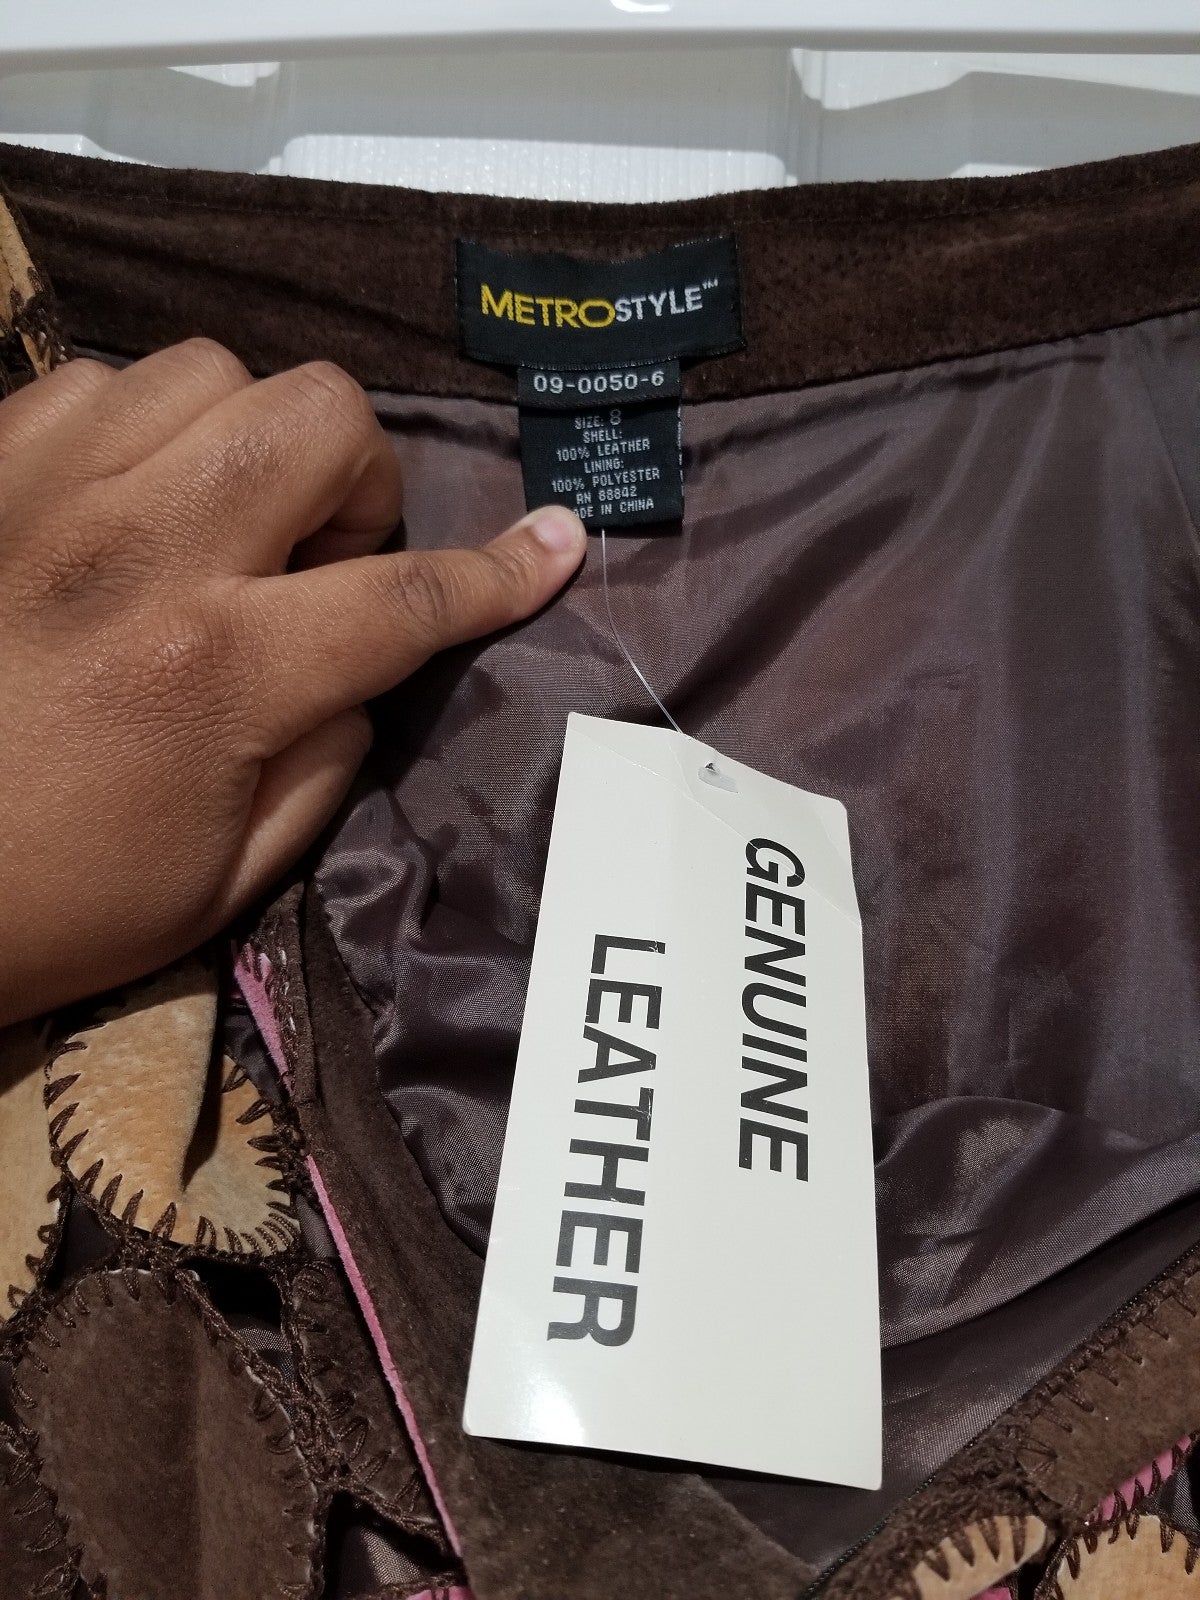 METROSTYLE™
09-0050-6
SIZE: 8
SHELL:
100% LEATHER
LINING:
100% POLYESTER
RN 88842
ADE IN CHINA
GENUINE
LEATHER